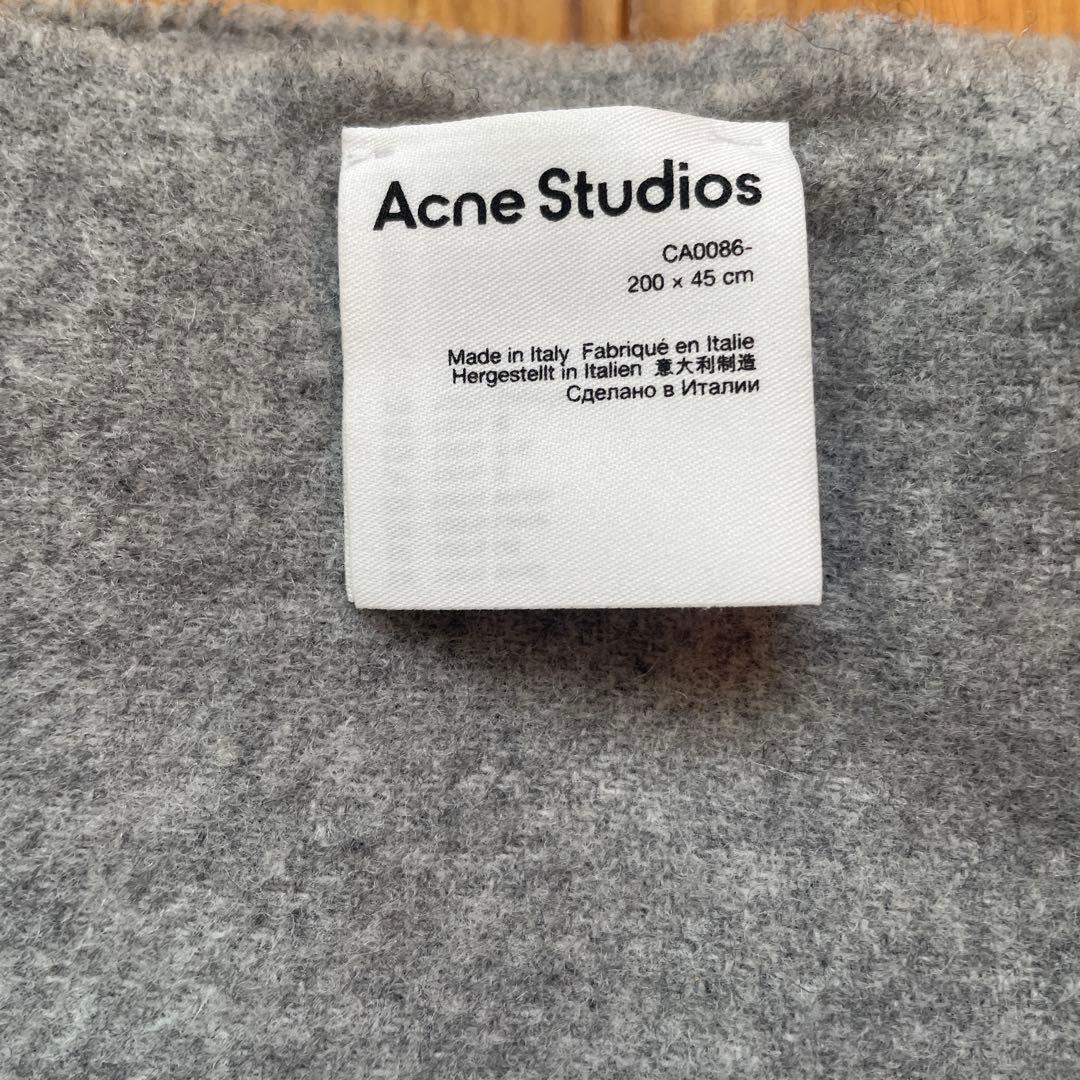 Acne Studios
CA0086-
200 x 45 cm
Made in Italy Fabriqué en Italie
Hergestellt in Italien 意大利制造
Сделано в Италии